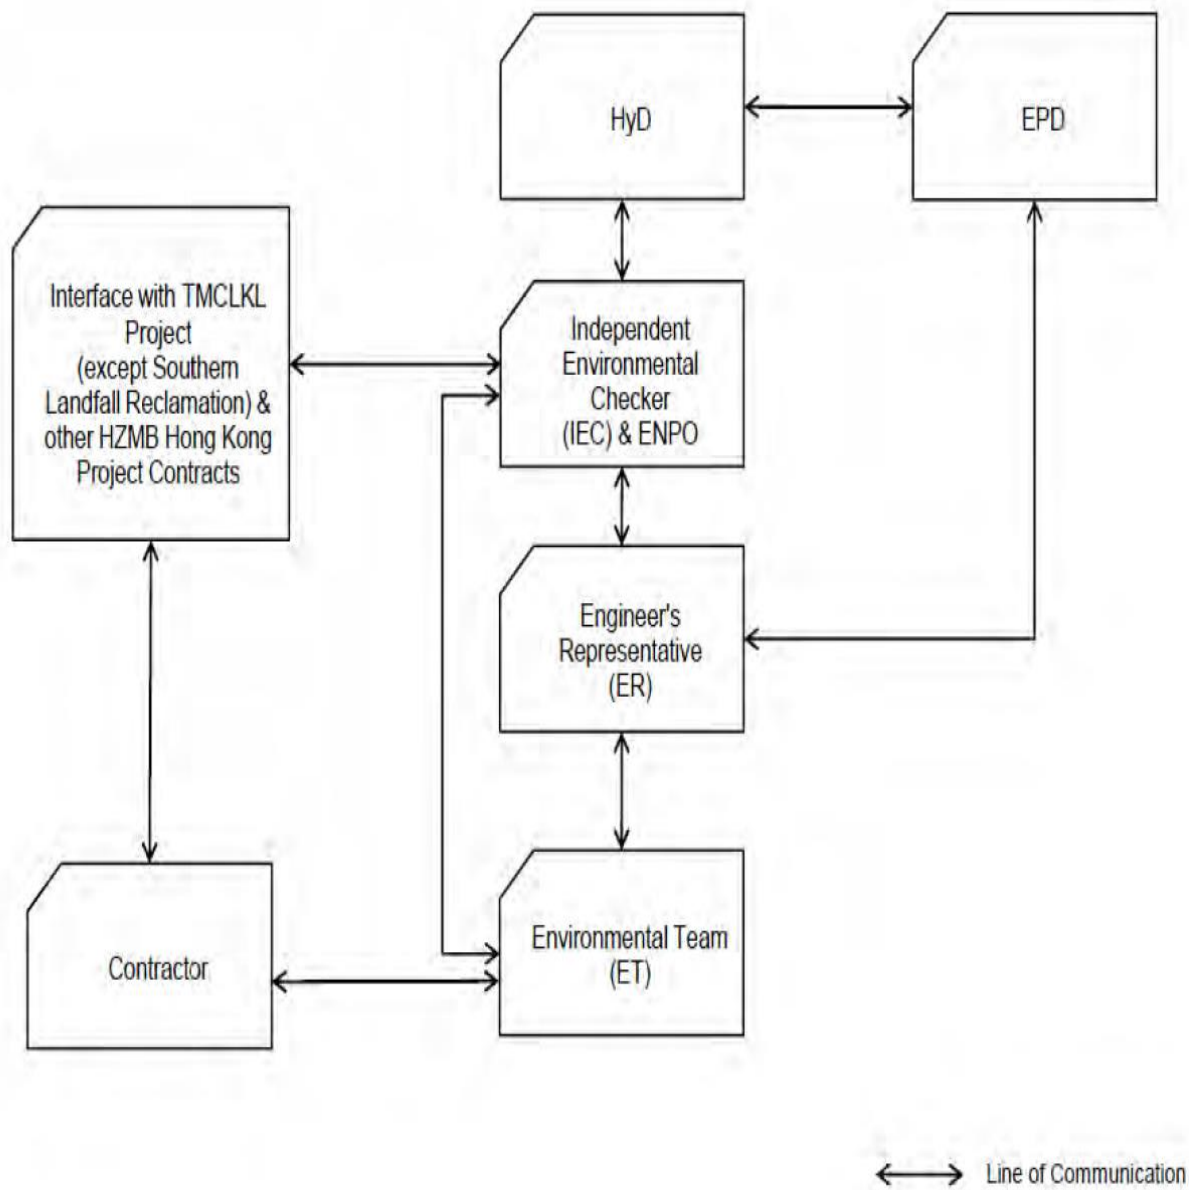 HyD
EPD
Interface with TMCLKL
Project
(except Southern
Landfall Reclamation) &
other HZMB Hong Kong
Project Contracts
Independent
Environmental
Checker
(IEC) & ENPO
Engineer's
Representative
(ER)
Contractor
Environmental Team
(ET)
Line of Communication